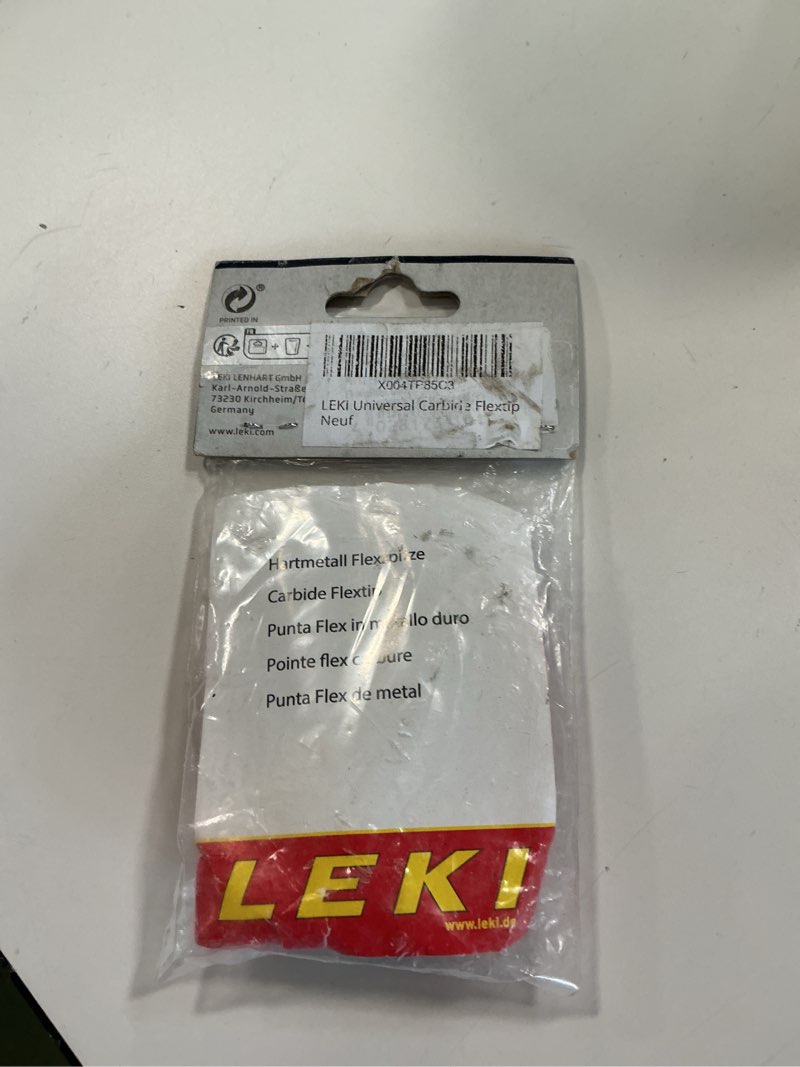 PRINTED IN
FR
LEKI LENHART GmbH
Karl-Arnold-Straße
73230 Kirchheim/
Germany
www.leki.com
LEKI Universal Carbide Flextip
Neuf
Hartmetall Flexspitze
Carbide Flextip
Punta Flex in metallo duro
Pointe flex carbure
Punta Flex de metal
LEKI
www.leki.de